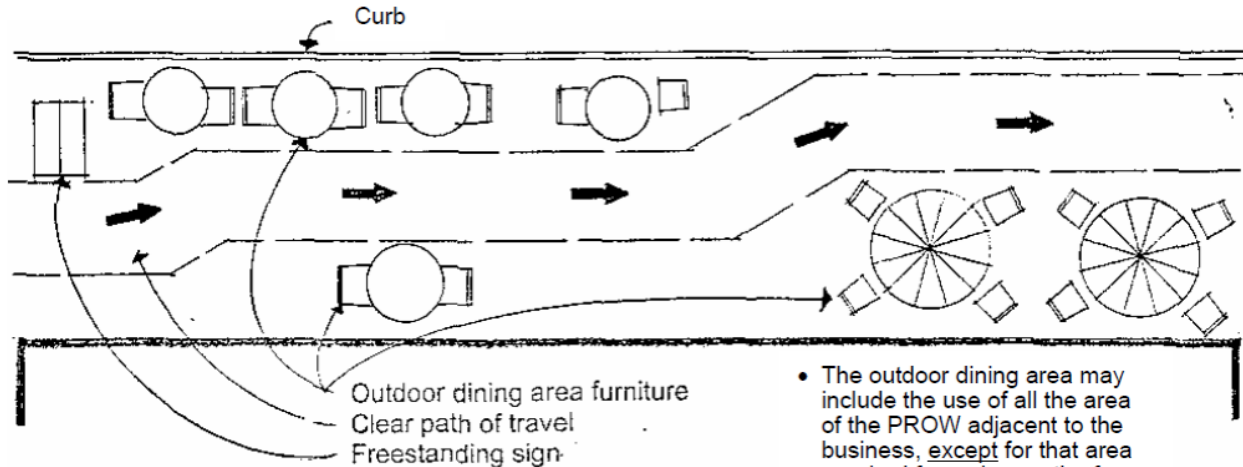 Curb
Outdoor dining area furniture
Clear path of travel
Freestanding sign
• The outdoor dining area may
include the use of all the area
of the PROW adjacent to the
business, except for that area